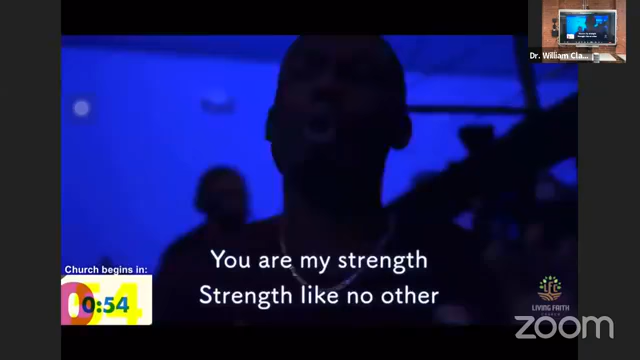 Dr. William Cla...
You are my strength
Strength like no other
Church begins in:
0:54
LIVING FAITH
zoom